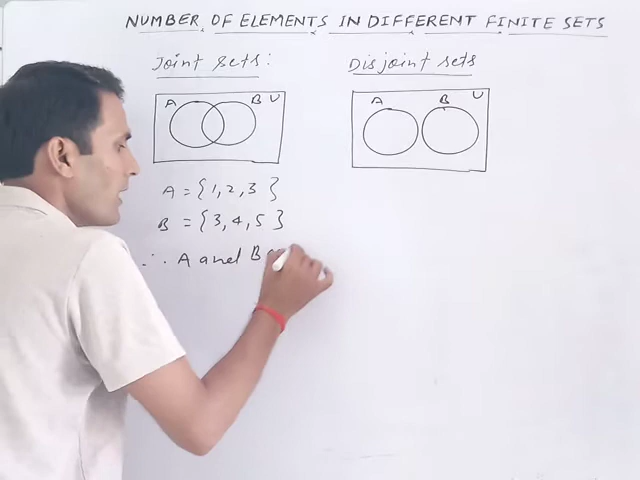 NUMBER OF ELEMENTS IN DIFFERENT FINITE SETS
Joint sets:
Disjoint sets
A B U
A B U
A = {1, 2, 3 }
B = {3, 4, 5 }
∴ A and B